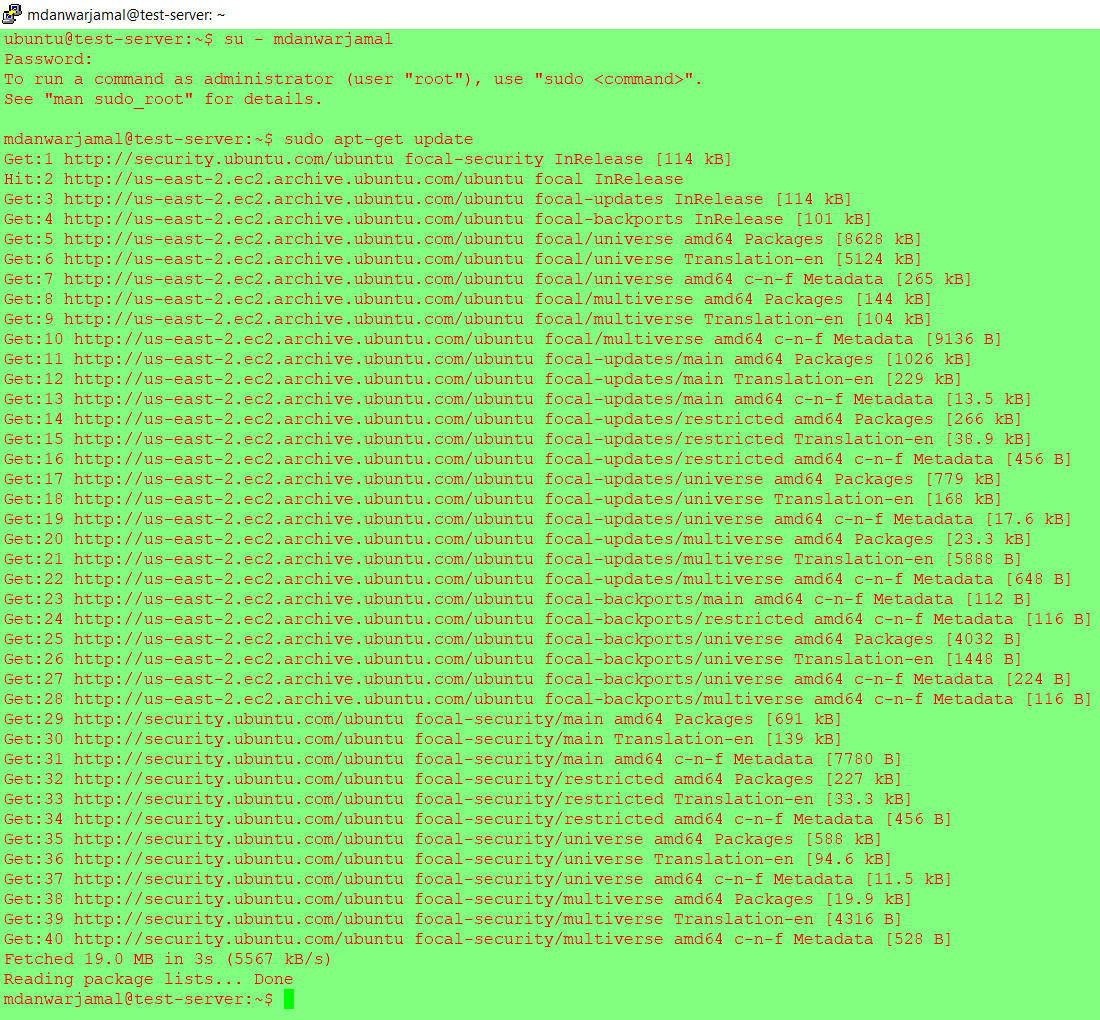 mdanwarjamal@test-server: ~
ubuntu@test-server:~$ su - mdanwarjamal
Password:
To run a command as administrator (user "root"), use "sudo <command>".
See "man sudo_root" for details.
mdanwarjamal@test-server:~$ sudo apt-get update
Get:1 http://security.ubuntu.com/ubuntu focal-security InRelease [114 kB]
Hit:2 http://us-east-2.ec2.archive.ubuntu.com/ubuntu focal InRelease
Get:3 http://us-east-2.ec2.archive.ubuntu.com/ubuntu focal-updates InRelease [114 kB]
Get:4 http://us-east-2.ec2.archive.ubuntu.com/ubuntu focal-backports InRelease [101 kB]
Get:5 http://us-east-2.ec2.archive.ubuntu.com/ubuntu focal/universe amd64 Packages [8628 kB]
Get:6 http://us-east-2.ec2.archive.ubuntu.com/ubuntu focal/universe Translation-en [5124 kB]
Get:7 http://us-east-2.ec2.archive.ubuntu.com/ubuntu focal/universe amd64 c-n-f Metadata [265 kB]
Get:8 http://us-east-2.ec2.archive.ubuntu.com/ubuntu focal/multiverse amd64 Packages [144 kB]
Get:9 http://us-east-2.ec2.archive.ubuntu.com/ubuntu focal/multiverse Translation-en [104 kB]
Get:10 http://us-east-2.ec2.archive.ubuntu.com/ubuntu focal/multiverse amd64 c-n-f Metadata [9136 B]
Get:11 http://us-east-2.ec2.archive.ubuntu.com/ubuntu focal-updates/main amd64 Packages [1026 kB]
Get:12 http://us-east-2.ec2.archive.ubuntu.com/ubuntu focal-updates/main Translation-en [229 kB]
Get:13 http://us-east-2.ec2.archive.ubuntu.com/ubuntu focal-updates/main amd64 c-n-f Metadata [13.5 kB]
Get:14 http://us-east-2.ec2.archive.ubuntu.com/ubuntu focal-updates/restricted amd64 Packages [266 kB]
Get:15 http://us-east-2.ec2.archive.ubuntu.com/ubuntu focal-updates/restricted Translation-en [38.9 kB]
Get:16 http://us-east-2.ec2.archive.ubuntu.com/ubuntu focal-updates/restricted amd64 c-n-f Metadata [456 B]
Get:17 http://us-east-2.ec2.archive.ubuntu.com/ubuntu focal-updates/universe amd64 Packages [779 kB]
Get:18 http://us-east-2.ec2.archive.ubuntu.com/ubuntu focal-updates/universe Translation-en [168 kB]
Get:19 http://us-east-2.ec2.archive.ubuntu.com/ubuntu focal-updates/universe amd64 c-n-f Metadata [17.6 kB]
Get:20 http://us-east-2.ec2.archive.ubuntu.com/ubuntu focal-updates/multiverse amd64 Packages [23.3 kB]
Get:21 http://us-east-2.ec2.archive.ubuntu.com/ubuntu focal-updates/multiverse Translation-en [5888 B]
Get:22 http://us-east-2.ec2.archive.ubuntu.com/ubuntu focal-updates/multiverse amd64 c-n-f Metadata [648 B]
Get:23 http://us-east-2.ec2.archive.ubuntu.com/ubuntu focal-backports/main amd64 c-n-f Metadata [112 B]
Get:24 http://us-east-2.ec2.archive.ubuntu.com/ubuntu focal-backports/restricted amd64 c-n-f Metadata [116 B]
Get:25 http://us-east-2.ec2.archive.ubuntu.com/ubuntu focal-backports/universe amd64 Packages [4032 B]
Get:26 http://us-east-2.ec2.archive.ubuntu.com/ubuntu focal-backports/universe Translation-en [1448 B]
Get:27 http://us-east-2.ec2.archive.ubuntu.com/ubuntu focal-backports/universe amd64 c-n-f Metadata [224 B]
Get:28 http://us-east-2.ec2.archive.ubuntu.com/ubuntu focal-backports/multiverse amd64 c-n-f Metadata [116 B]
Get:29 http://security.ubuntu.com/ubuntu focal-security/main amd64 Packages [691 kB]
Get:30 http://security.ubuntu.com/ubuntu focal-security/main Translation-en [139 kB]
Get:31 http://security.ubuntu.com/ubuntu focal-security/main amd64 c-n-f Metadata [7780 B]
Get:32 http://security.ubuntu.com/ubuntu focal-security/restricted amd64 Packages [227 kB]
Get:33 http://security.ubuntu.com/ubuntu focal-security/restricted Translation-en [33.3 kB]
Get:34 http://security.ubuntu.com/ubuntu focal-security/restricted amd64 c-n-f Metadata [456 B]
Get:35 http://security.ubuntu.com/ubuntu focal-security/universe amd64 Packages [588 kB]
Get:36 http://security.ubuntu.com/ubuntu focal-security/universe Translation-en [94.6 kB]
Get:37 http://security.ubuntu.com/ubuntu focal-security/universe amd64 c-n-f Metadata [11.5 kB]
Get:38 http://security.ubuntu.com/ubuntu focal-security/multiverse amd64 Packages [19.9 kB]
Get:39 http://security.ubuntu.com/ubuntu focal-security/multiverse Translation-en [4316 B]
Get:40 http://security.ubuntu.com/ubuntu focal-security/multiverse amd64 c-n-f Metadata [528 B]
Fetched 19.0 MB in 3s (5567 kB/s)
Reading package lists... Done
mdanwarjamal@test-server:~$